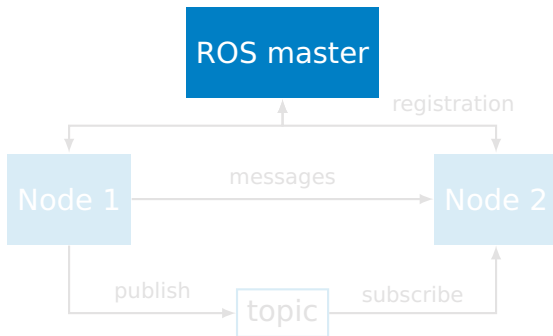 ROS master
registration
Node 1
messages
Node 2
publish
topic
subscribe